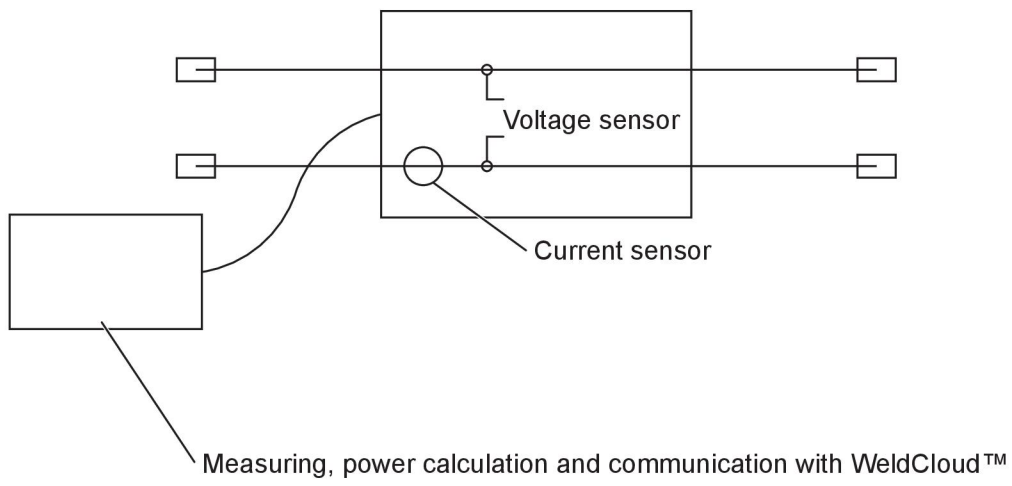 Voltage sensor
Current sensor
Measuring, power calculation and communication with WeldCloud™